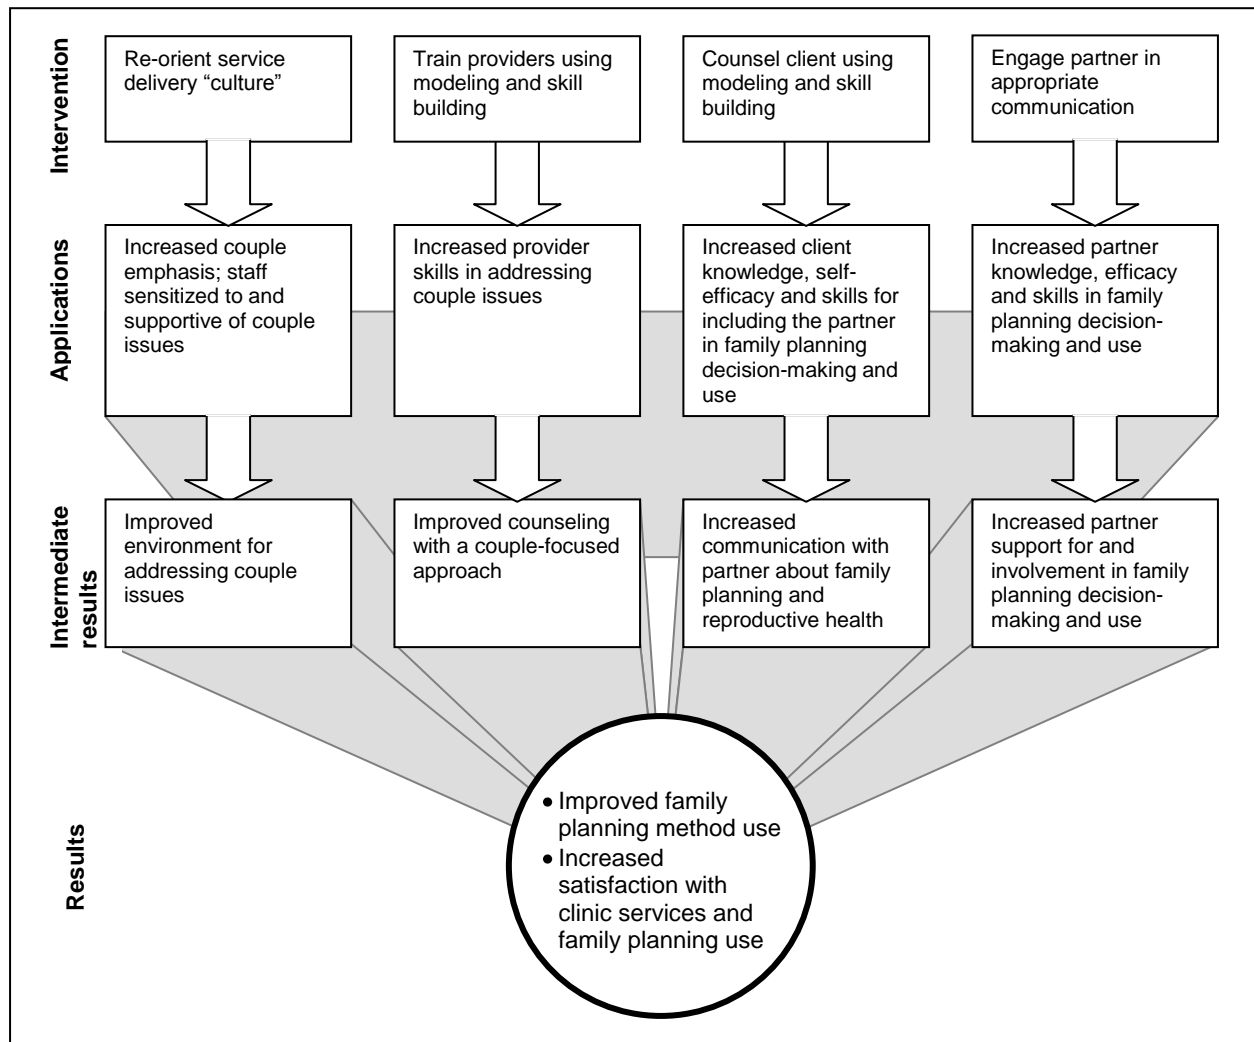 Intervention
Re-orient service
delivery “culture”
Train providers using
modeling and skill
building
Counsel client using
modeling and skill
building
Engage partner in
appropriate
communication
Applications
Increased couple
emphasis; staff
sensitized to and
supportive of couple
issues
Increased provider
skills in addressing
couple issues
Increased client
knowledge, self-
efficacy and skills for
including the partner
in family planning
decision-making and
use
Increased partner
knowledge, efficacy
and skills in family
planning decision-
making and use
Intermediate
results
Improved
environment for
addressing couple
issues
Improved counseling
with a couple-focused
approach
Increased
communication with
partner about family
planning and
reproductive health
Increased partner
support for and
involvement in family
planning decision-
making and use
Results
• Improved family
planning method use
• Increased
satisfaction with
clinic services and
family planning use